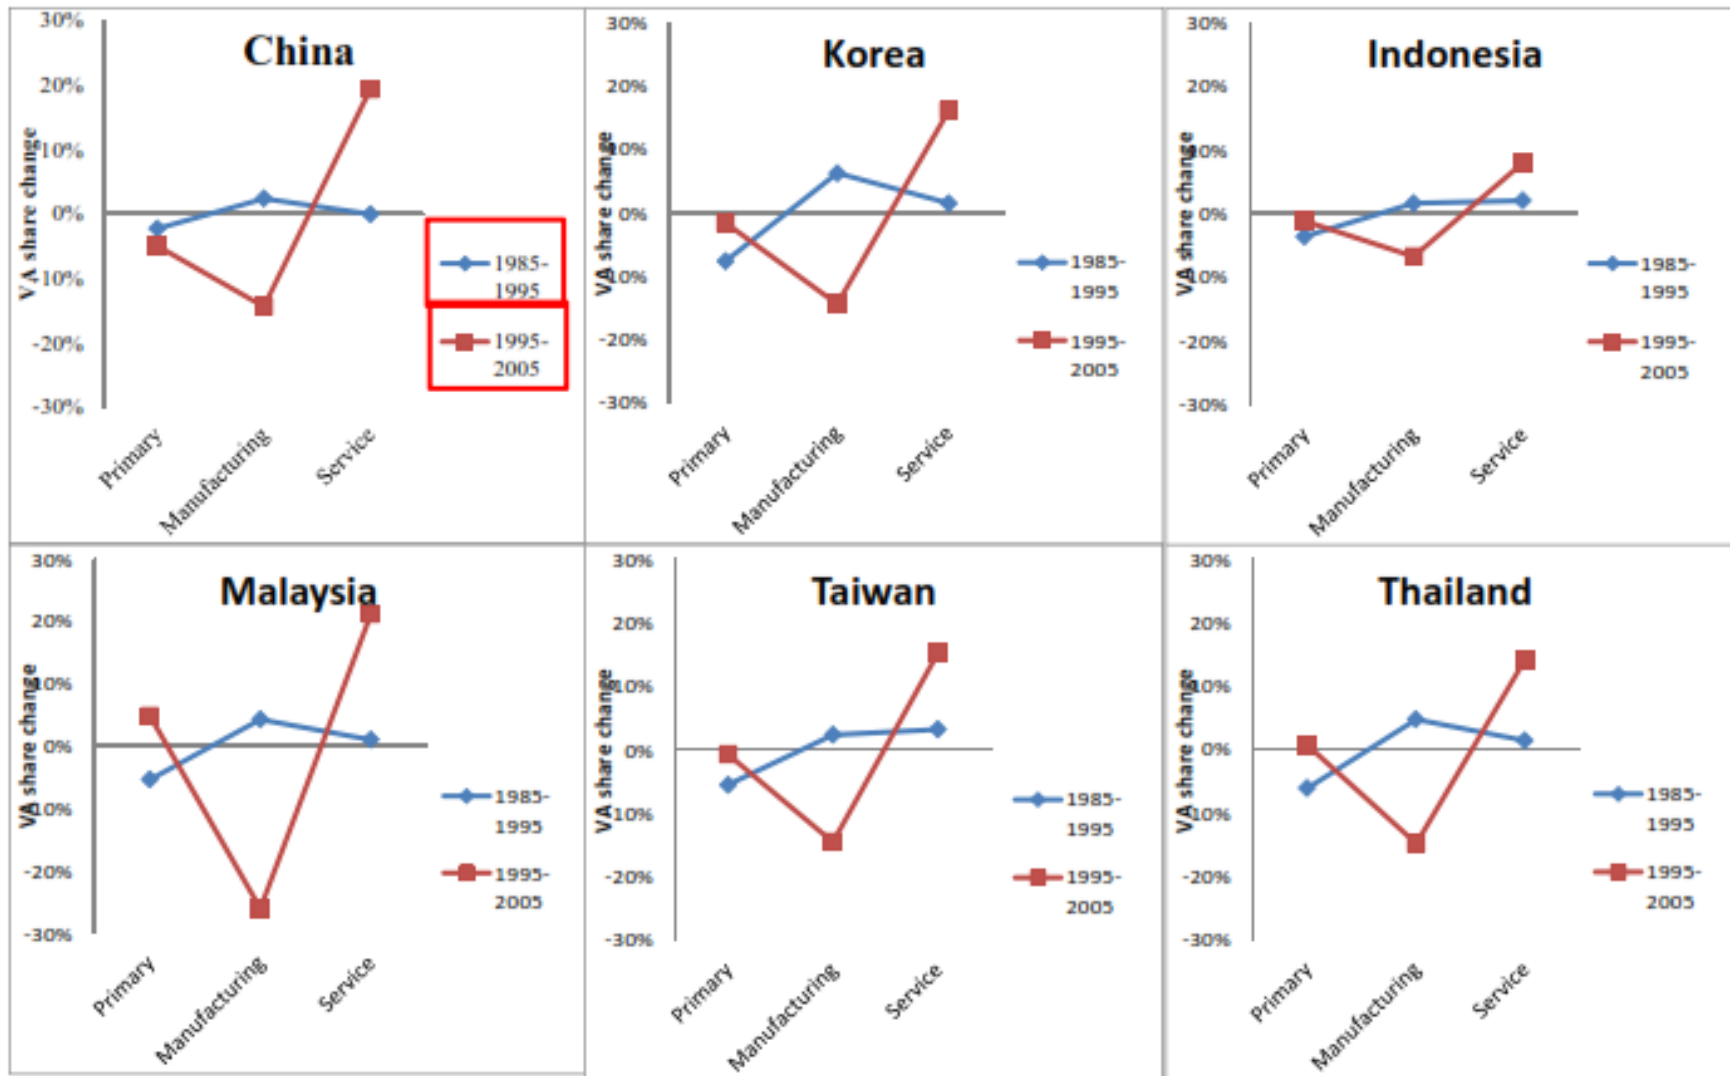 30%
20%
10%
0%
10%
-20%
-30%
VA share change
China
1985-
1995
1995-
2005
Primary
Manufacturing
Service
30%
20%
10%
0%
10%
-20%
-30%
VA share change
Korea
1985-
1995
1995-
2005
Primary
Manufacturing
Service
30%
20%
10%
0%
10%
-20%
-30%
VA share change
Indonesia
1985-
1995
1995-
2005
Primary
Manufacturing
Service
30%
20%
10%
0%
10%
-20%
-30%
VA share change
Malaysia
1985-
1995
1995-
2005
Primary
Manufacturing
Service
30%
20%
10%
0%
10%
-20%
-30%
VA share change
Taiwan
1985-
1995
1995-
2005
Primary
Manufacturing
Service
30%
20%
10%
0%
10%
-20%
-30%
VA share change
Thailand
1985-
1995
1995-
2005
Primary
Manufacturing
Service